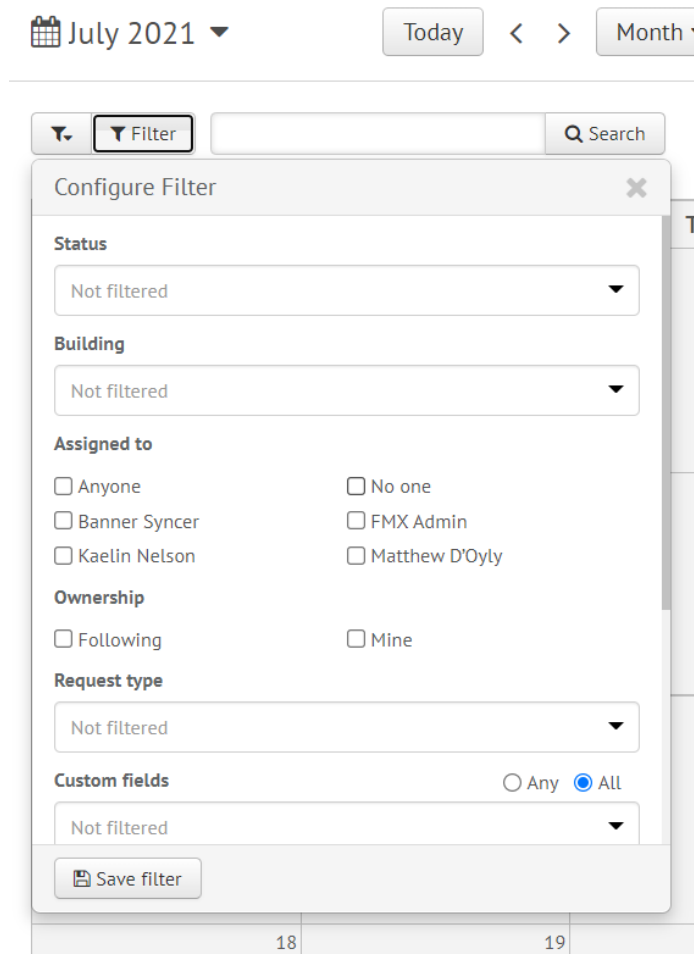 July 2021
Today
Month
Filter
Search
Configure Filter
T
Status
Not filtered
Building
Not filtered
Assigned to
Anyone No one
Banner Syncer FMX Admin
Kaelin Nelson Matthew D'Oyly
Ownership
Following Mine
Request type
Not filtered
Custom fields Any All
Not filtered
Save filter
18 19